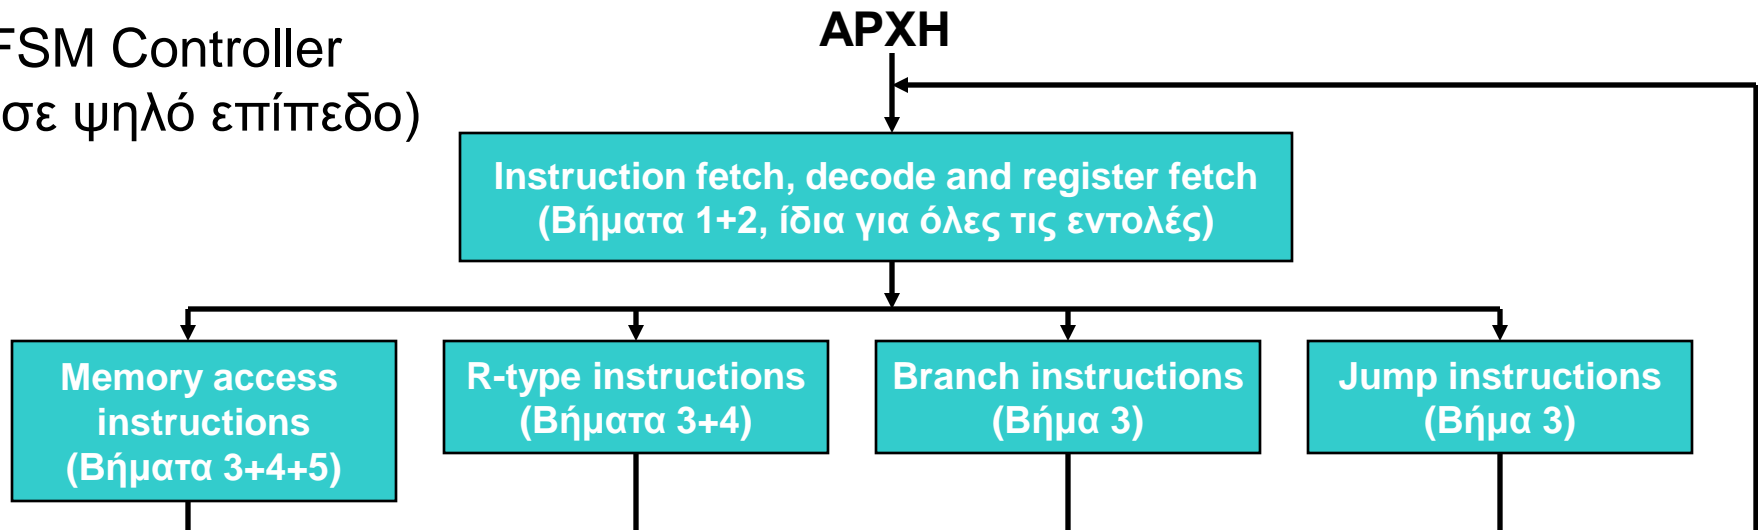 FSM Controller
σε ψηλό επίπεδο)
ΑΡΧΗ
Instruction fetch, decode and register fetch
(Βήματα 1+2, ίδια για όλες τις εντολές)
Memory access
instructions
(Βήματα 3+4+5)
R-type instructions
(Βήματα 3+4)
Branch instructions
(Βήμα 3)
Jump instructions
(Βήμα 3)